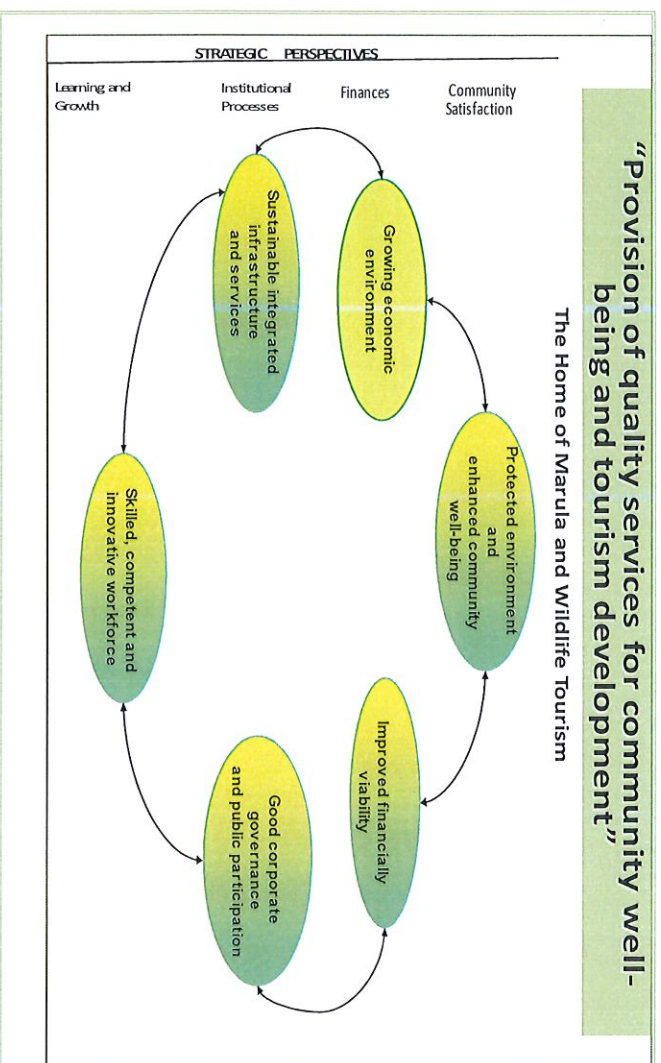 “Provision of quality services for community well-
being and tourism development”
The Home of Marula and Wildlife Tourism
STRATEGIC PERSPECTIVES
Community
Satisfaction
Protected environment
and
enhanced community
well-being
Finances
Growing economic
environment
Improved financially
viability
Institutional
Processes
Sustainable integrated
infrastructure
and services
Good corporate
governance
and public participation
Learning and
Growth
Skilled, competent and
innovative workforce